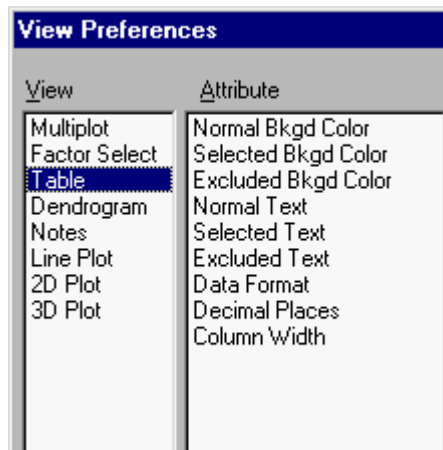 View Preferences
View
Attribute
Multiplot
Factor Select
Table
Dendrogram
Notes
Line Plot
2D Plot
3D Plot
Normal Bkgd Color
Selected Bkgd Color
Excluded Bkgd Color
Normal Text
Selected Text
Excluded Text
Data Format
Decimal Places
Column Width